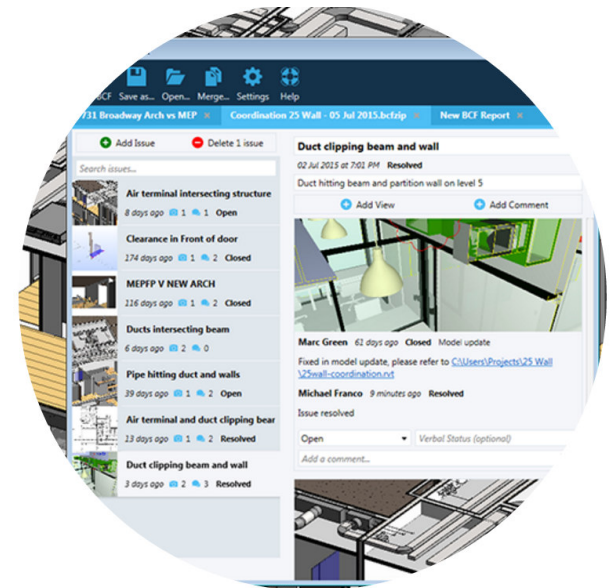 BCF Save as... Open... Merge... Settings Help
731 Broadway Arch vs MEP × Coordination 25 Wall - 05 Jul 2015.bcfzip × New BCF Report ×
Add Issue Delete 1 issue
Search issues...
Air terminal intersecting structure
8 days ago 1 1 Open
Clearance in Front of door
174 days ago 1 2 Closed
MEPFP V NEW ARCH
116 days ago 1 2 Closed
Ducts intersecting beam
6 days ago 2 0
Pipe hitting duct and walls
39 days ago 1 2 Open
Air terminal and duct clipping bear
13 days ago 1 2 Resolved
Duct clipping beam and wall
3 days ago 2 3 Resolved
Duct clipping beam and wall
02 Jul 2015 at 7:01 PM Resolved
Duct hitting beam and partition wall on level 5
Add View Add Comment
Marc Green 61 days ago Closed Model update
Fixed in model update, please refer to C:\Users\Projects\25 Wall
\25wall-coordination.rvt
Michael Franco 9 minutes ago Resolved
Issue resolved
Open Verbal Status (optional)
Add a comment...